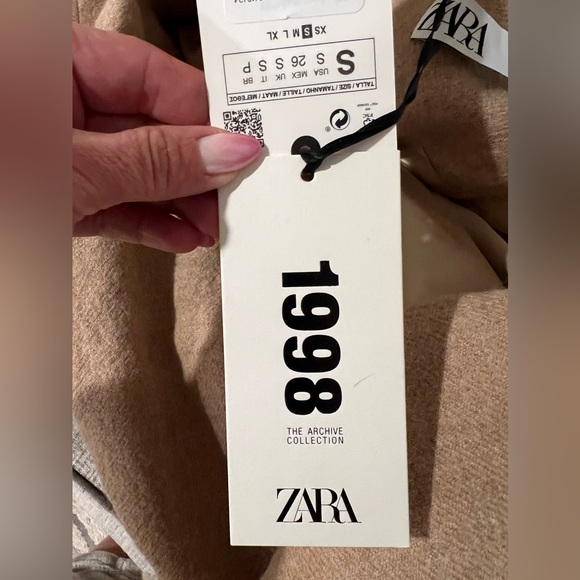 XS S M L XL
S
USA MEX UK IT BR
S 26 S S P
TALLA / SIZE / TAMANHO / TAILLE / MAAT / МЕГЕΘΟΣ
1998
THE ARCHIVE
COLLECTION
ZARA
ZARA